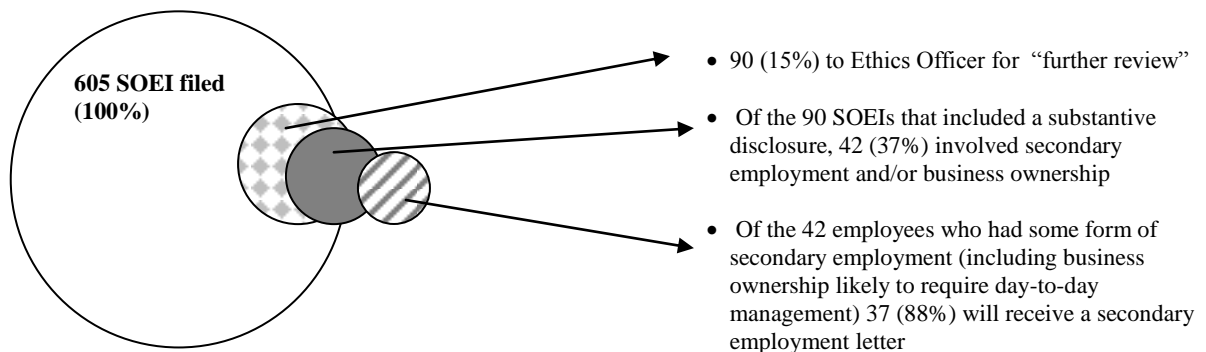 605 SOEI filed
(100%)
• 90 (15%) to Ethics Officer for “further review”
• Of the 90 SOEIs that included a substantive
disclosure, 42 (37%) involved secondary
employment and/or business ownership
• Of the 42 employees who had some form of
secondary employment (including business
ownership likely to require day-to-day
management) 37 (88%) will receive a secondary
employment letter